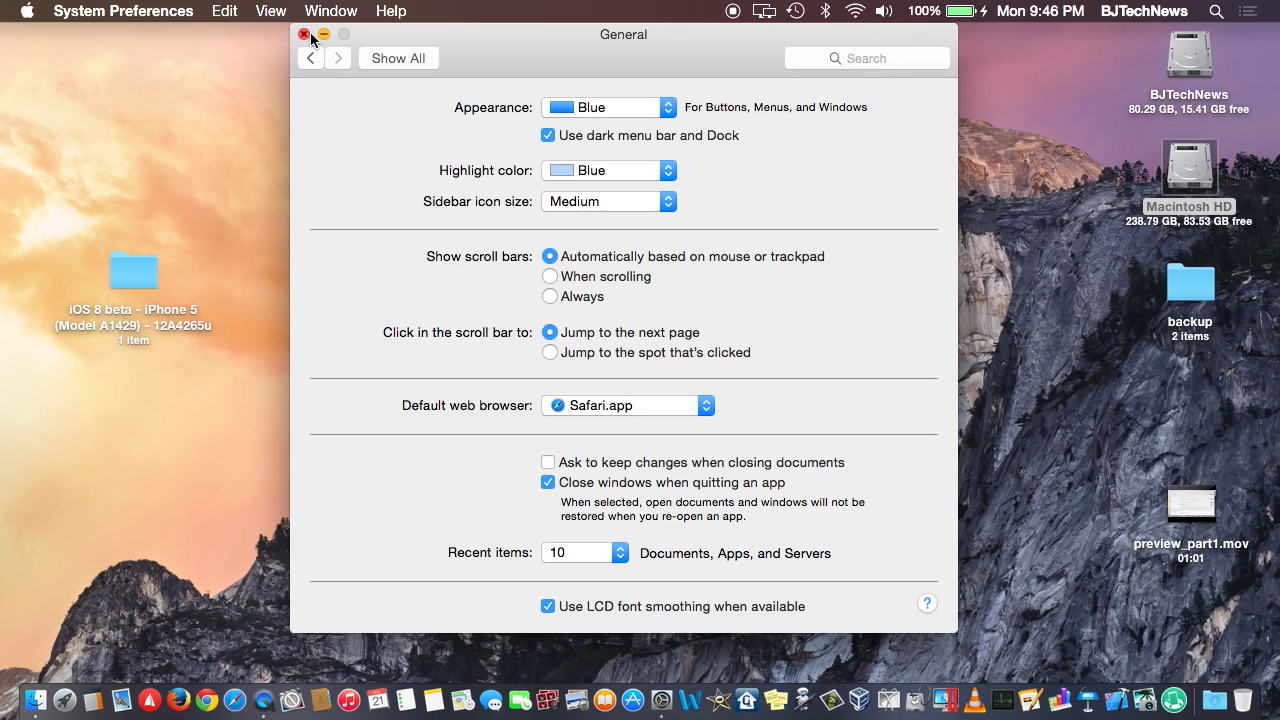 System Preferences Edit View Window Help 100% Mon 9:46 PM BJTechNews
General
Show All
Search
Appearance: Blue For Buttons, Menus, and Windows
Use dark menu bar and Dock
Highlight color: Blue
Sidebar icon size: Medium
Show scroll bars: Automatically based on mouse or trackpad
When scrolling
Always
Click in the scroll bar to: Jump to the next page
Jump to the spot that's clicked
Default web browser: Safari.app
Ask to keep changes when closing documents
Close windows when quitting an app
When selected, open documents and windows will not be
restored when you re-open an app.
Recent items: 10 Documents, Apps, and Servers
Use LCD font smoothing when available
?
iOS 8 beta - iPhone 5
(Model A1429) - 12A4265u
1 item
BJTechNews
80.29 GB, 15.41 GB free
Macintosh HD
238.79 GB, 83.53 GB free
backup
2 items
preview_part1.mov
01:01
21